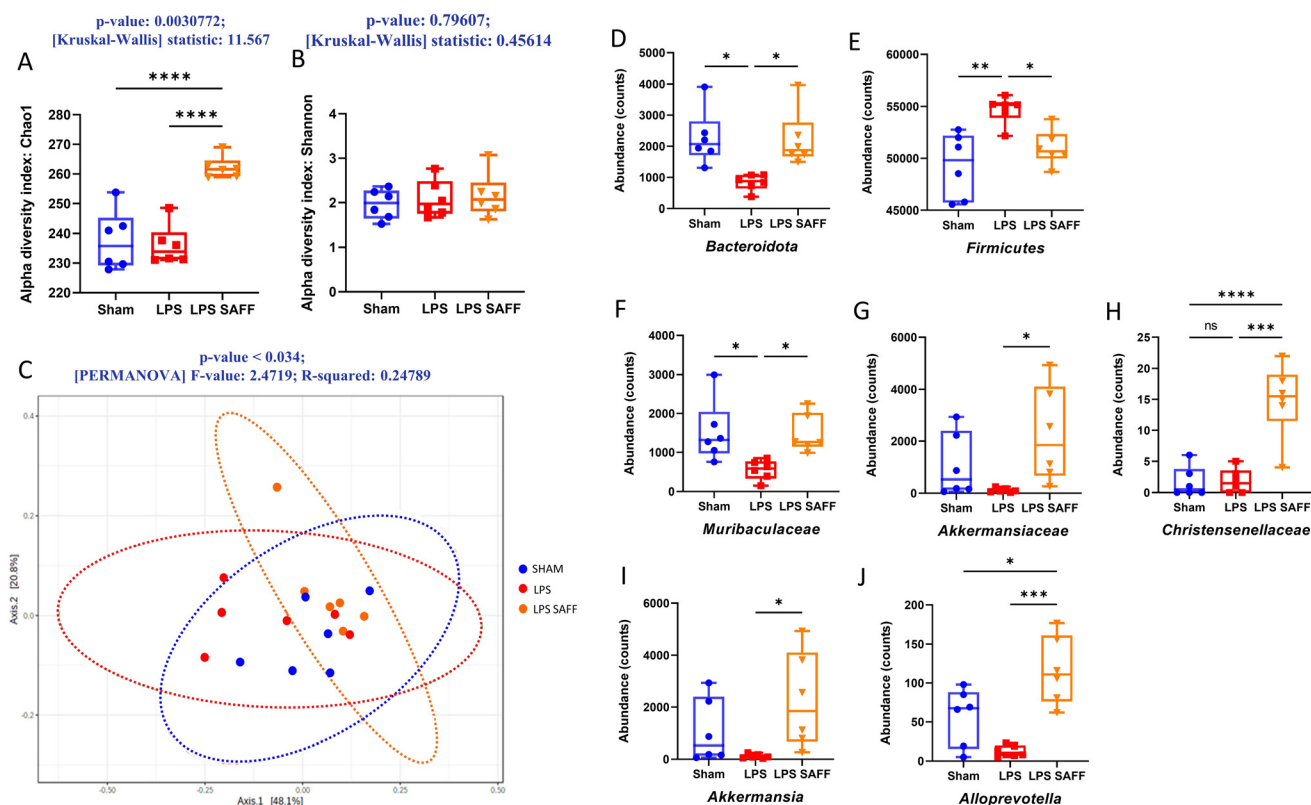 p-value: 0.0030772;
[Kruskal-Wallis] statistic: 11.567
A
Alpha diversity index: Chao1
****
****
280
270
260
250
240
230
220
Sham LPS LPS SAFF
p-value: 0.79607;
[Kruskal-Wallis] statistic: 0.45614
B
Alpha diversity index: Shannon
4
3
2
1
0
Sham LPS LPS SAFF
p-value < 0.034;
[PERMANOVA] F-value: 2.4719; R-squared: 0.24789
C
Axis.2 [20.8%]
0.4
0.2
0.0
-0.2
-0.50 -0.25 0.00 0.25 0.50
Axis.1 [48.1%]
SHAM
LPS
LPS SAFF
D
Abundance (counts)
* *
5000
4000
3000
2000
1000
0
Sham LPS LPS SAFF
Bacteroidota
E
Abundance (counts)
** *
60000
55000
50000
45000
Sham LPS LPS SAFF
Firmicutes
F
Abundance (counts)
* *
4000
3000
2000
1000
0
Sham LPS LPS SAFF
Muribaculaceae
G
Abundance (counts)
*
6000
4000
2000
0
Sham LPS LPS SAFF
Akkermansiaceae
H
Abundance (counts)
****
ns ***
25
20
15
10
5
0
Sham LPS LPS SAFF
Christensenellaceae
I
Abundance (counts)
*
6000
4000
2000
0
Sham LPS LPS SAFF
Akkermansia
J
Abundance (counts)
*
***
200
150
100
50
0
Sham LPS LPS SAFF
Alloprevotella